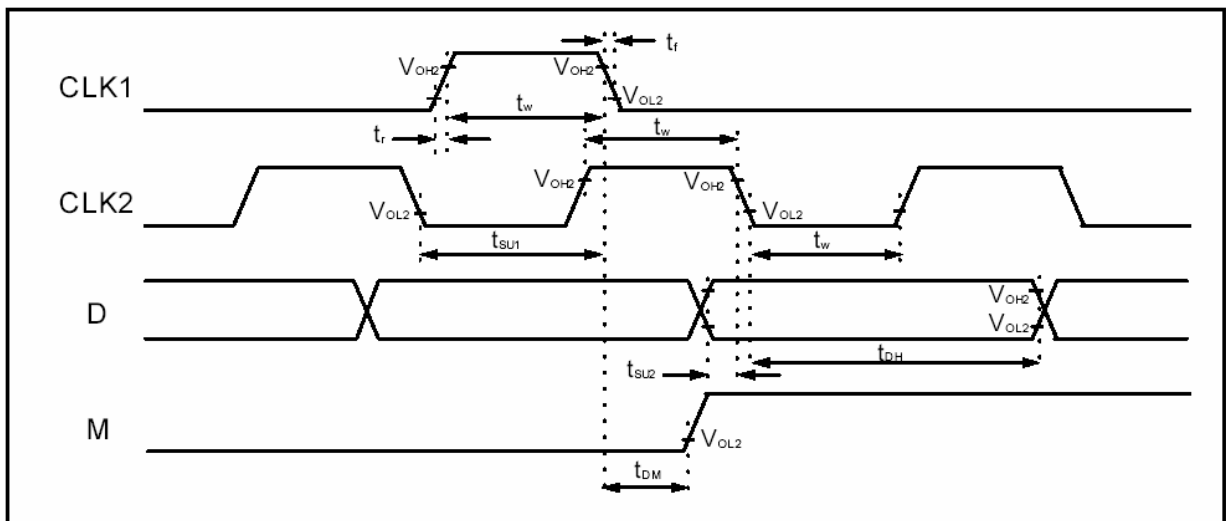 tf
VOH2
VOH2
CLK1
VOL2
tw
tr
tw
VOH2
VOH2
CLK2
VOL2
VOL2
tSU1
tw
D
VOH2
VOL2
tSU2
tDH
M
VOL2
tDM